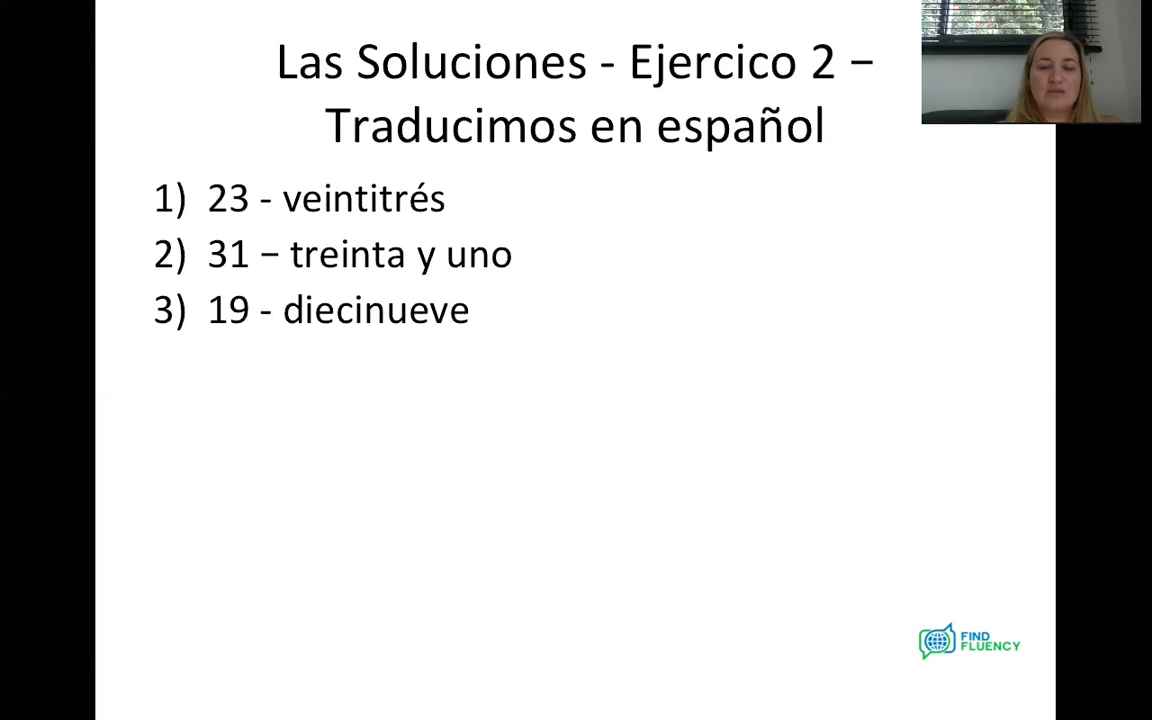 Las Soluciones - Ejercico 2 –
Traducimos en español
1) 23 - veintitrés
2) 31 – treinta y uno
3) 19 - diecinueve
FIND
FLUENCY